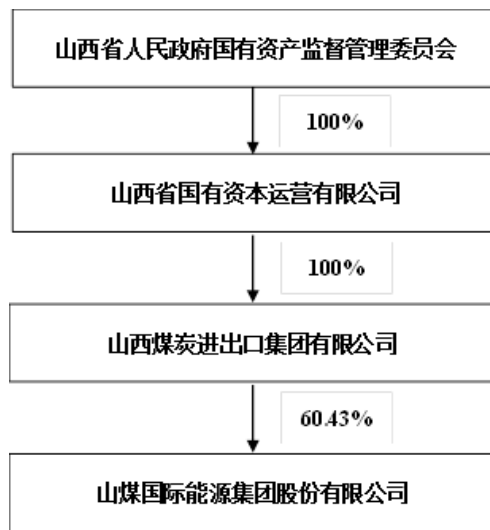 山西省人民政府国有资产监督管理委员会
100%
山西省国有资本运营有限公司
100%
山西煤炭进出口集团有限公司
60.43%
山煤国际能源集团股份有限公司